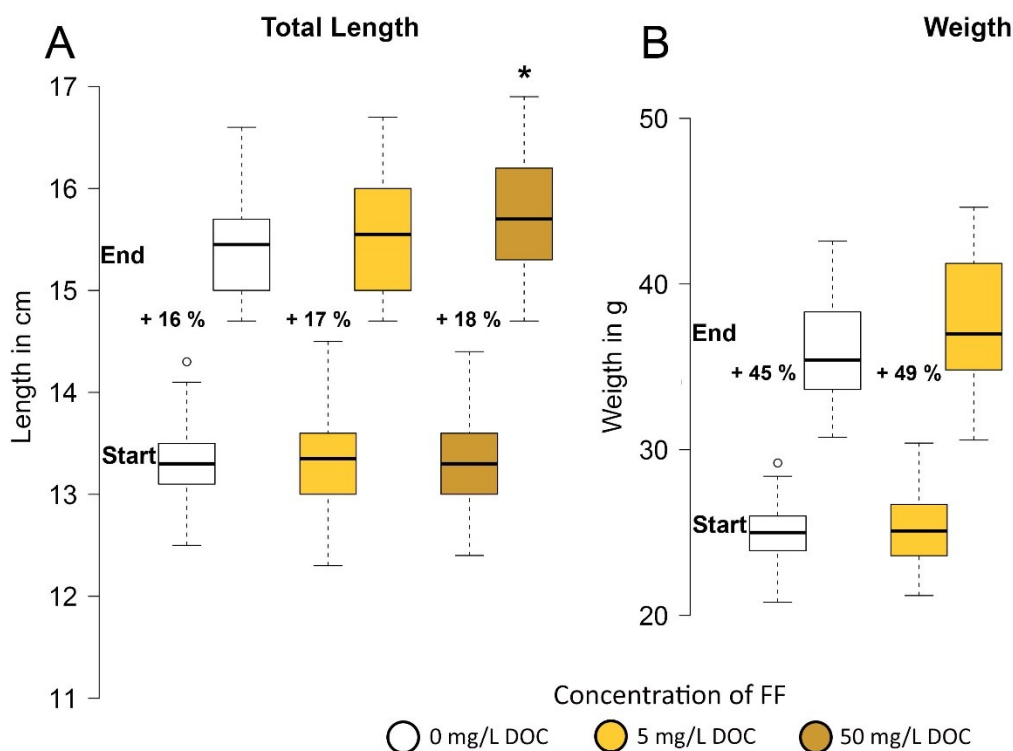 A
Total Length
17
16
15
14
13
12
11
Length in cm
*
End
+ 16 %
+ 17 %
+ 18 %
Start
B
Weigth
50
40
30
20
Weigth in g
End
+ 45 %
+ 49 %
Start
Concentration of FF
0 mg/L DOC
5 mg/L DOC
50 mg/L DOC